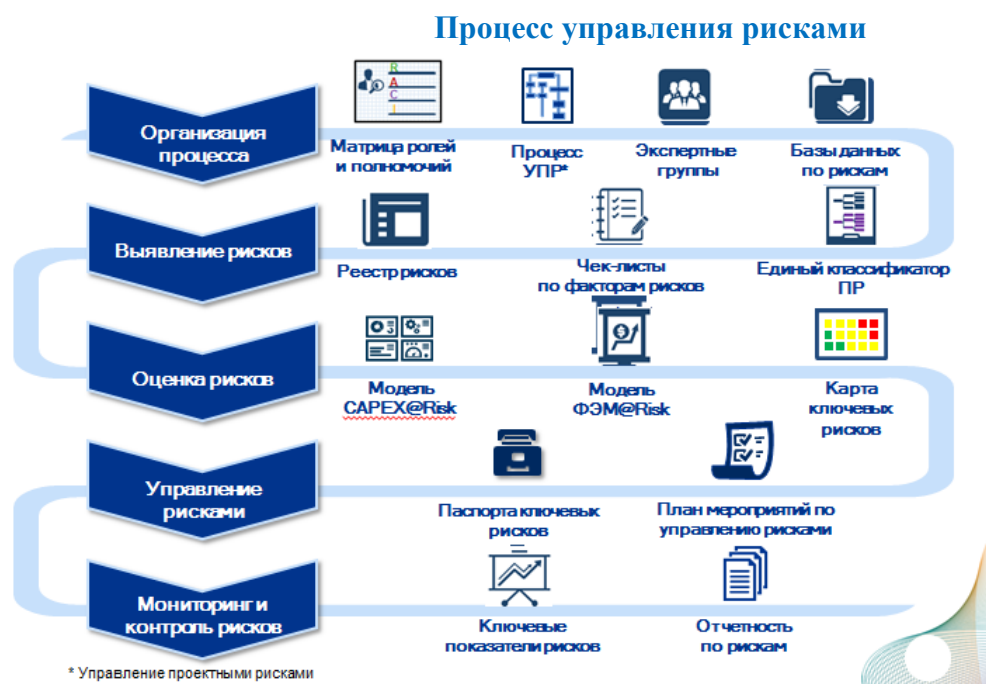 Процесс управления рисками
R
A
C
I
Организация
процесса
Матрица ролей
и полномочий
Процесс
УПР*
Экспертные
группы
Базы данных
по рискам
Выявление рисков
Реестр рисков
Чек-листы
по факторам рисков
Единый классификатор
ПР
Оценка рисков
Модель
CAPEX@Risk
Модель
ФЭМ@Risk
Карта
ключевых
рисков
Управление
рисками
Паспорта ключевых
рисков
План мероприятий по
управлению рисками
Мониторинг и
контроль рисков
Ключевые
показатели рисков
Отчетность
по рискам
* Управление проектными рисками